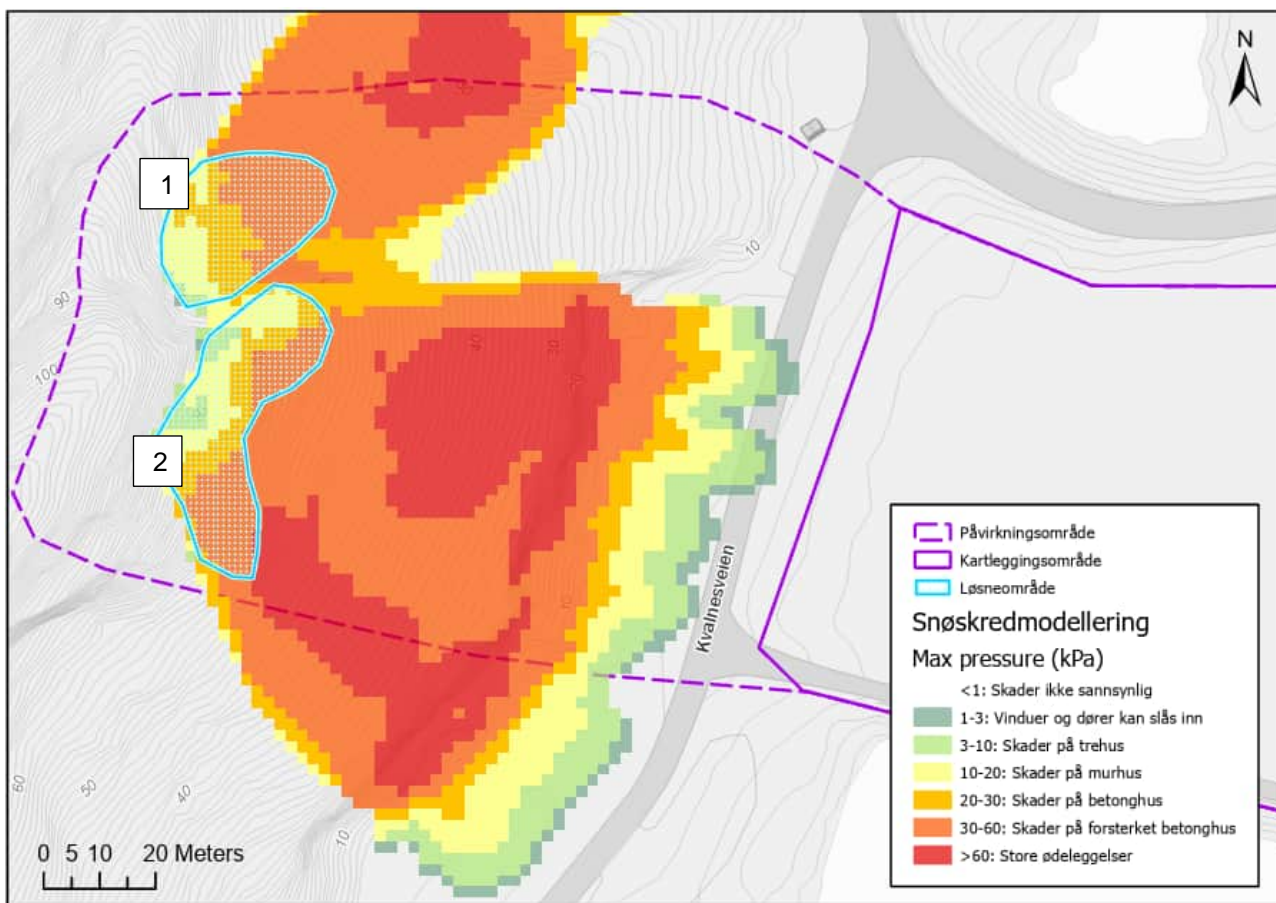 N
1
10
90
40
30
20
100
2
Kvalnesveien
10
60
50
40
10
0 5 10 20 Meters
Påvirkningsområde
Kartleggingsområde
Løsneområde
Snøskredmodellering
Max pressure (kPa)
<1: Skader ikke sannsynlig
1-3: Vinduer og dører kan slås inn
3-10: Skader på trehus
10-20: Skader på murhus
20-30: Skader på betonghus
30-60: Skader på forsterket betonghus
>60: Store ødeleggelser